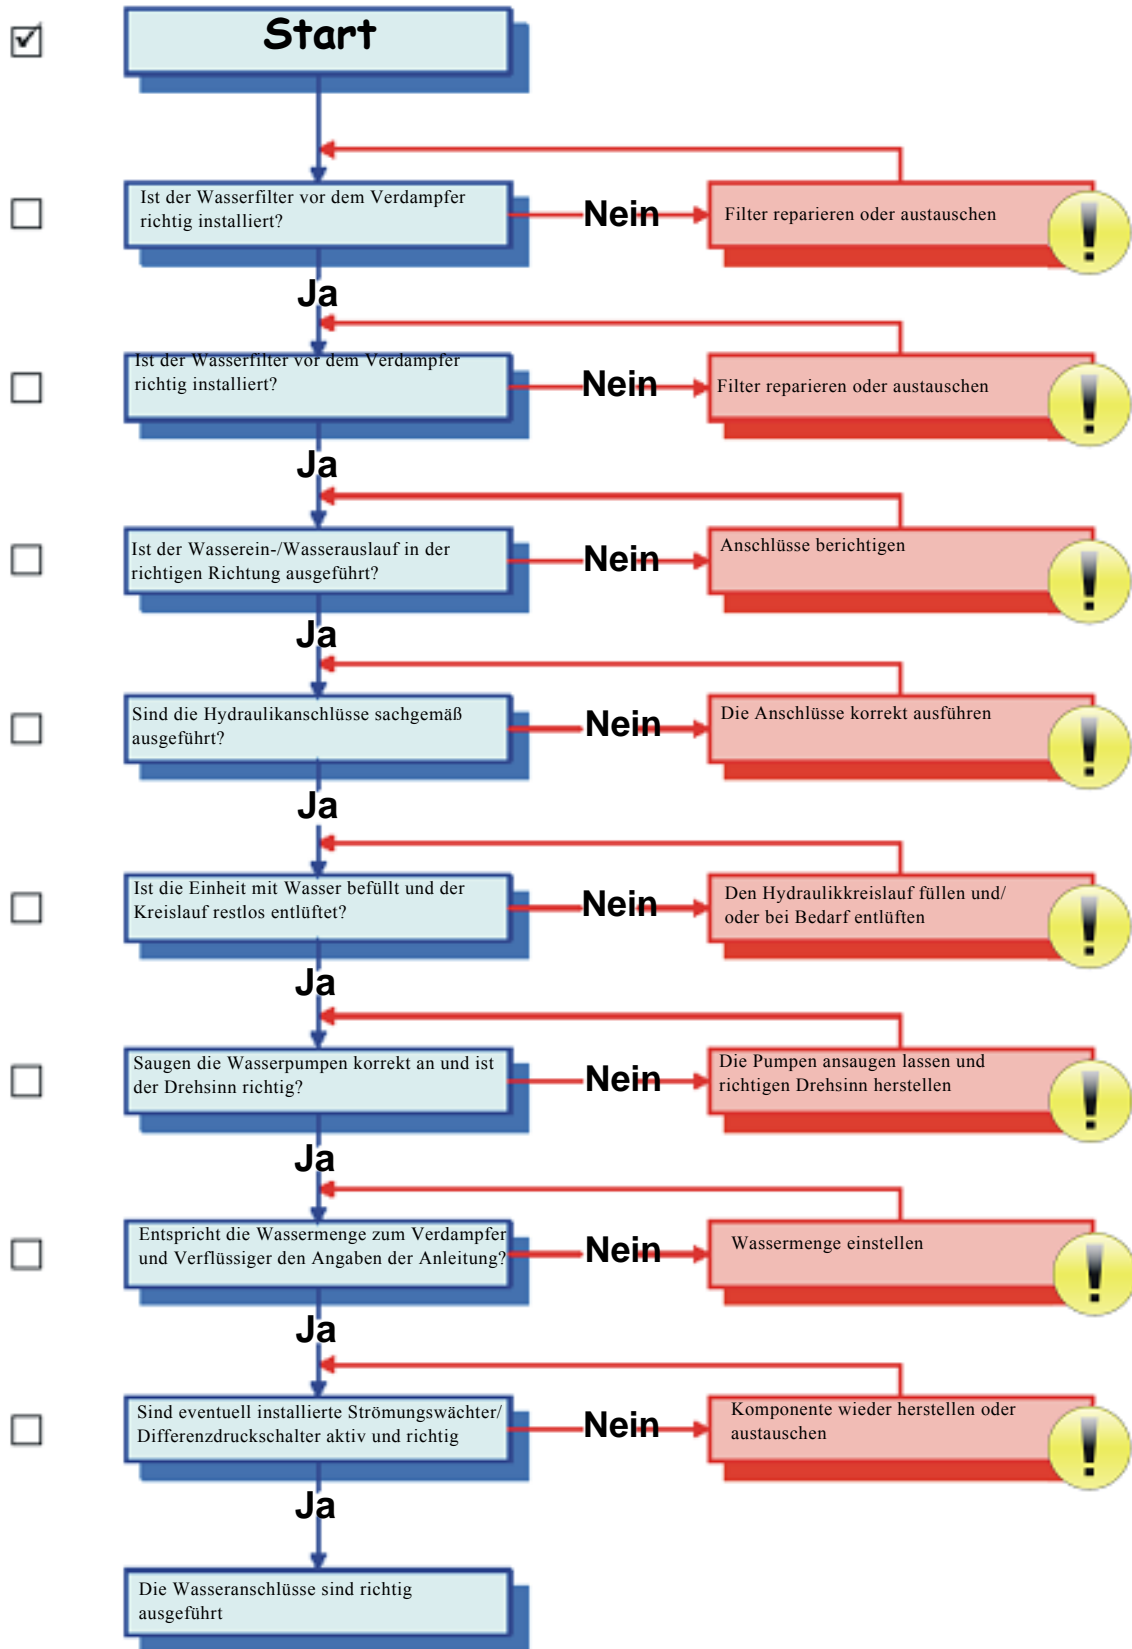 Start
Ist der Wasserfilter vor dem Verdampfer
richtig installiert?
Nein
Filter reparieren oder austauschen
Ja
Ist der Wasserfilter vor dem Verdampfer
richtig installiert?
Nein
Filter reparieren oder austauschen
Ja
Ist der Wasserein-/Wasserauslauf in der
richtigen Richtung ausgeführt?
Nein
Anschlüsse berichtigen
Ja
Sind die Hydraulikanschlüsse sachgemäß
ausgeführt?
Nein
Die Anschlüsse korrekt ausführen
Ja
Ist die Einheit mit Wasser befüllt und der
Kreislauf restlos entlüftet?
Nein
Den Hydraulikkreislauf füllen und/
oder bei Bedarf entlüften
Ja
Saugen die Wasserpumpen korrekt an und ist
der Drehsinn richtig?
Nein
Die Pumpen ansaugen lassen und
richtigen Drehsinn herstellen
Ja
Entspricht die Wassermenge zum Verdampfer
und Verflüssiger den Angaben der Anleitung?
Nein
Wassermenge einstellen
Ja
Sind eventuell installierte Strömungswächter/
Differenzdruckschalter aktiv und richtig
Nein
Komponente wieder herstellen oder
austauschen
Ja
Die Wasseranschlüsse sind richtig
ausgeführt